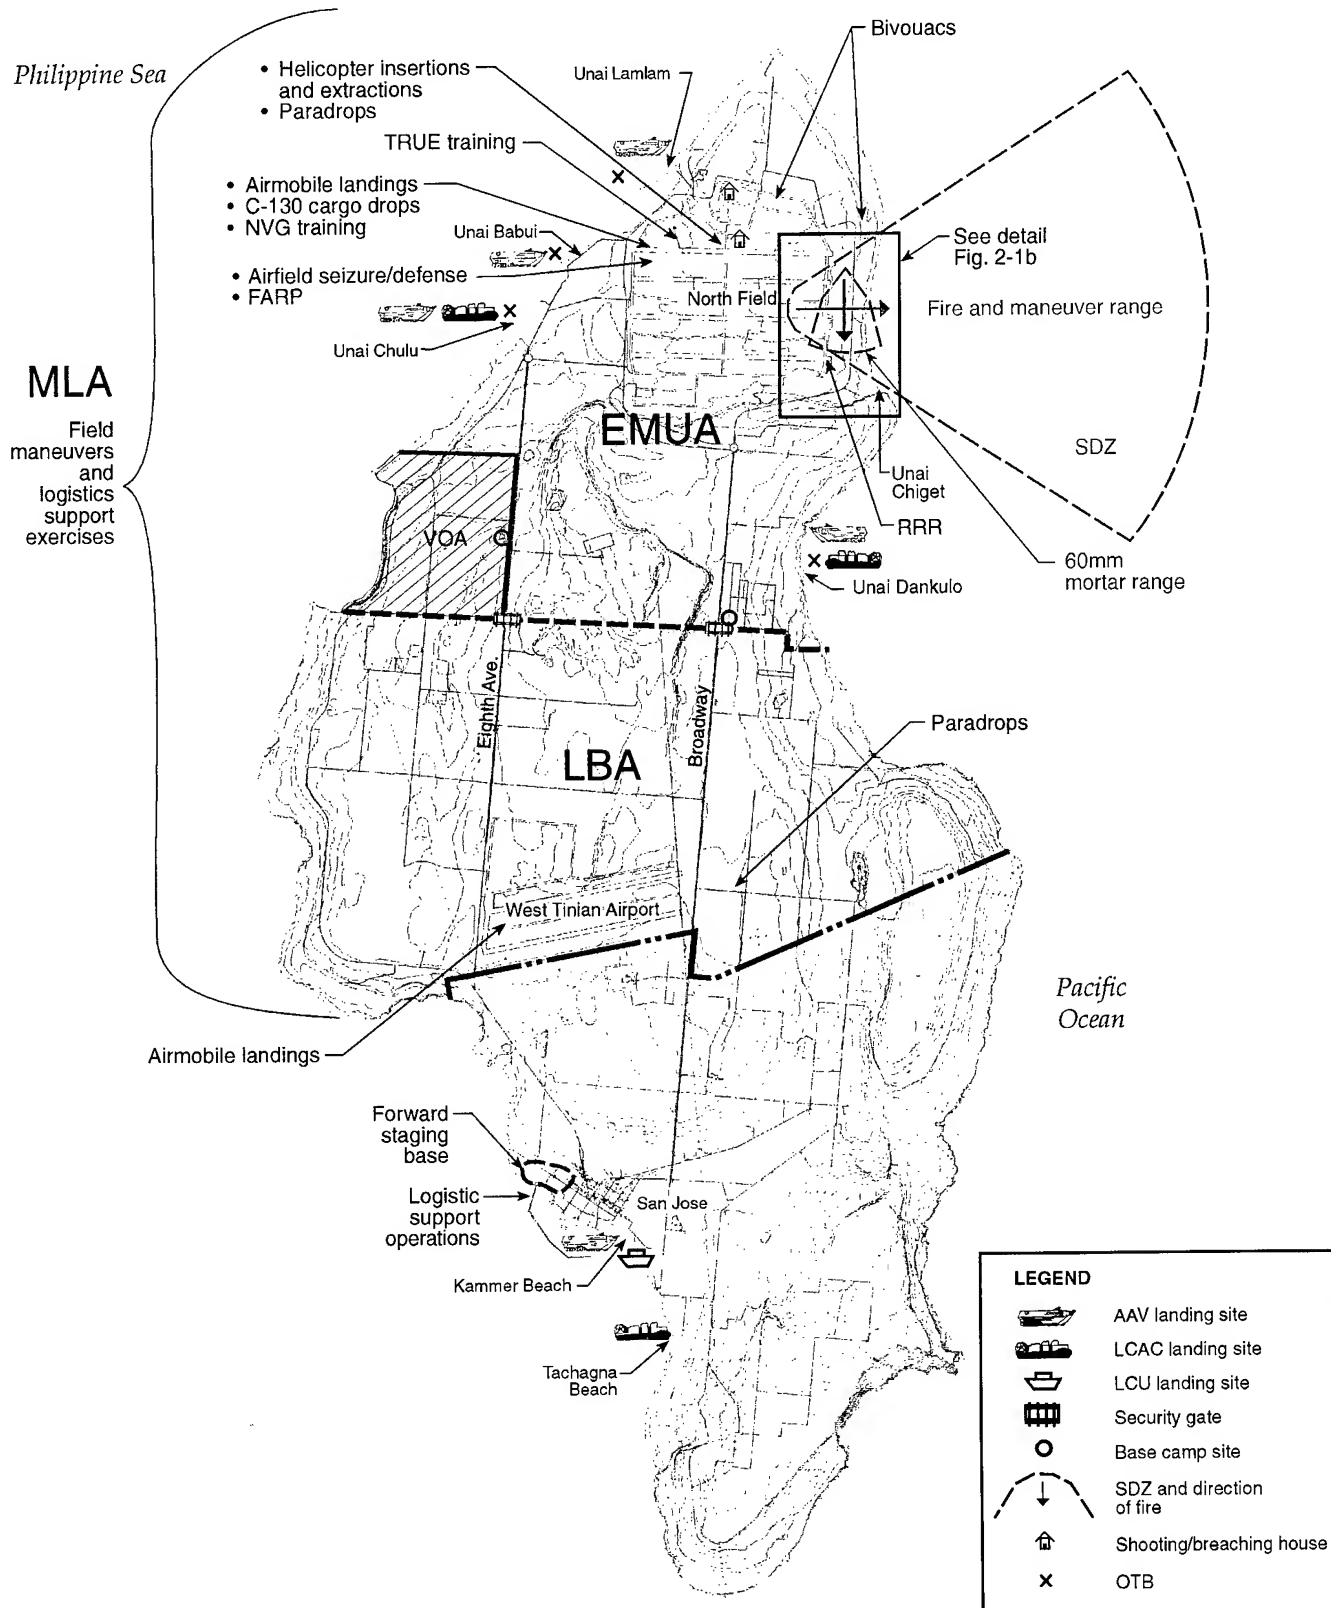 Philippine Sea
• Helicopter insertions
and extractions
• Paradrops
TRUE training
• Airmobile landings
• C-130 cargo drops
• NVG training
• Airfield seizure/defense
• FARP
Unai Lamlam
Bivouacs
Unai Babui
Unai Chulu
See detail
Fig. 2-1b
North Field
Fire and maneuver range
MLA
Field
maneuvers
and
logistics
support
exercises
EMUA
SDZ
Unai
Chiget
RRR
60mm
mortar range
VOA
Unai Dankulo
Eighth Ave.
Broadway
LBA
Paradrops
West Tinian Airport
Airmobile landings
Pacific
Ocean
Forward
staging
base
Logistic
support
operations
San Jose
Kammer Beach
Tachagna
Beach
LEGEND
AAV landing site
LCAC landing site
LCU landing site
Security gate
Base camp site
SDZ and direction
of fire
Shooting/breaching house
OTB